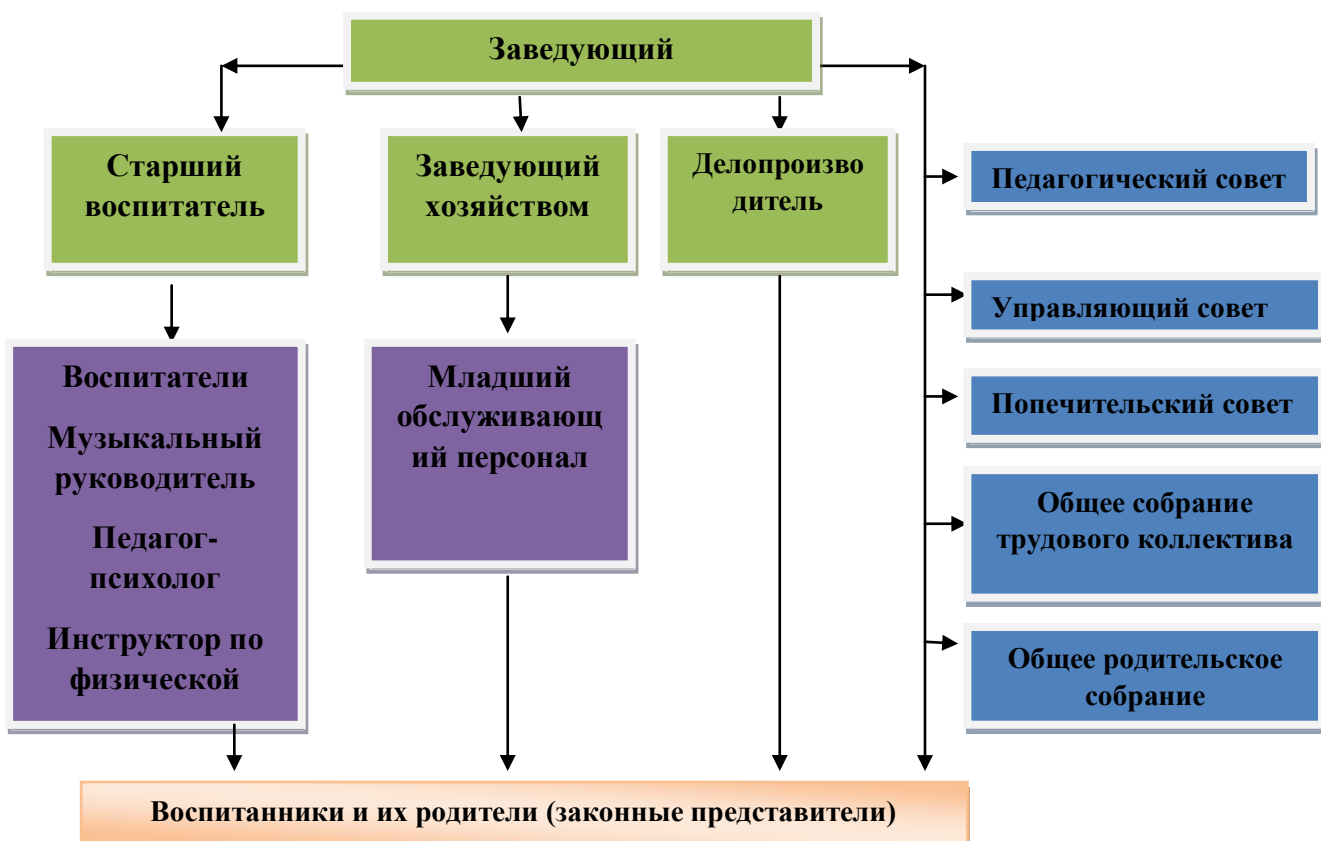 Заведующий
Старший
воспитатель
Заведующий
хозяйством
Делопроизво
дитель
Педагогический совет
Управляющий совет
Попечительский совет
Общее собрание
трудового коллектива
Общее родительское
собрание
Воспитатели
Музыкальный
руководитель
Педагог-
психолог
Инструктор по
физической
Младший
обслуживающ
ий персонал
Воспитанники и их родители (законные представители)